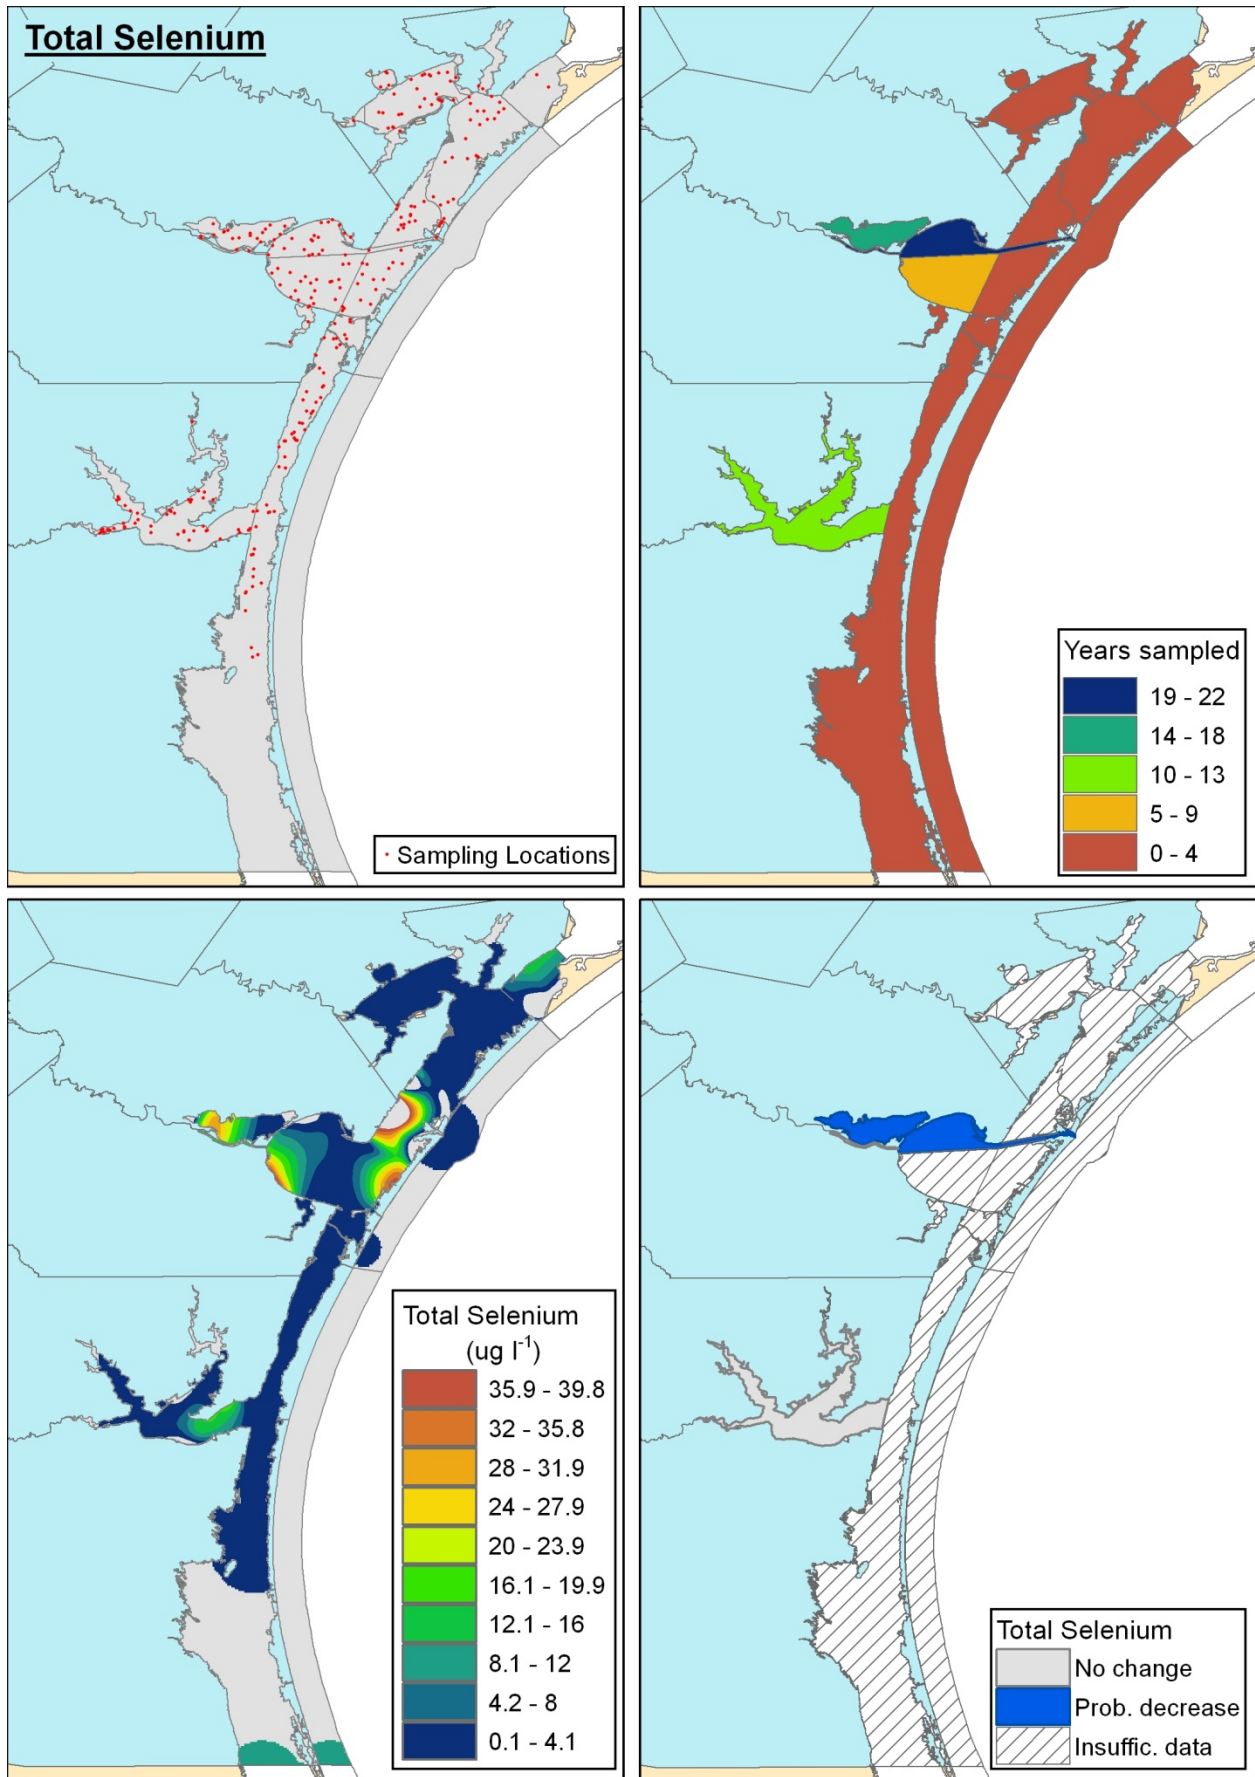 Total Selenium
Sampling Locations
Years sampled
19 - 22
14 - 18
10 - 13
5 - 9
0 - 4
Total Selenium
(ug l⁻¹)
35.9 - 39.8
32 - 35.8
28 - 31.9
24 - 27.9
20 - 23.9
16.1 - 19.9
12.1 - 16
8.1 - 12
4.2 - 8
0.1 - 4.1
Total Selenium
No change
Prob. decrease
Insuffic. data